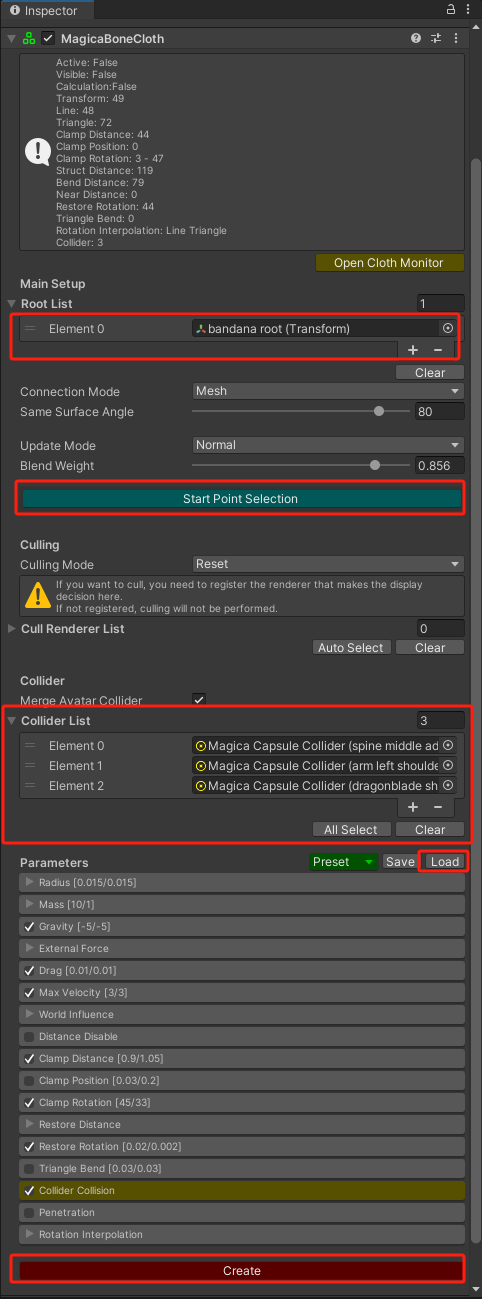 Inspector
MagicaBoneCloth
Active: False
Visible: False
Calculation:False
Transform: 49
Line: 48
Triangle: 72
Clamp Distance: 44
Clamp Position: 0
Clamp Rotation: 3 - 47
Struct Distance: 119
Bend Distance: 79
Near Distance: 0
Restore Rotation: 44
Triangle Bend: 0
Rotation Interpolation: Line Triangle
Collider: 3
Open Cloth Monitor
Main Setup
Root List 1
Element 0 bandana root (Transform)
+ −
Clear
Connection Mode Mesh
Same Surface Angle 80
Update Mode Normal
Blend Weight 0.856
Start Point Selection
Culling
Culling Mode Reset
If you want to cull, you need to register the renderer that makes the display
decision here.
If not registered, culling will not be performed.
Cull Renderer List 0
Auto Select Clear
Collider
Merge Avatar Collider
Collider List 3
Element 0 Magica Capsule Collider (spine middle ad
Element 1 Magica Capsule Collider (arm left shoulde
Element 2 Magica Capsule Collider (dragonblade sh
+ −
All Select Clear
Parameters Preset Save Load
Radius [0.015/0.015]
Mass [10/1]
Gravity [-5/-5]
External Force
Drag [0.01/0.01]
Max Velocity [3/3]
World Influence
Distance Disable
Clamp Distance [0.9/1.05]
Clamp Position [0.03/0.2]
Clamp Rotation [45/33]
Restore Distance
Restore Rotation [0.02/0.002]
Triangle Bend [0.03/0.03]
Collider Collision
Penetration
Rotation Interpolation
Create